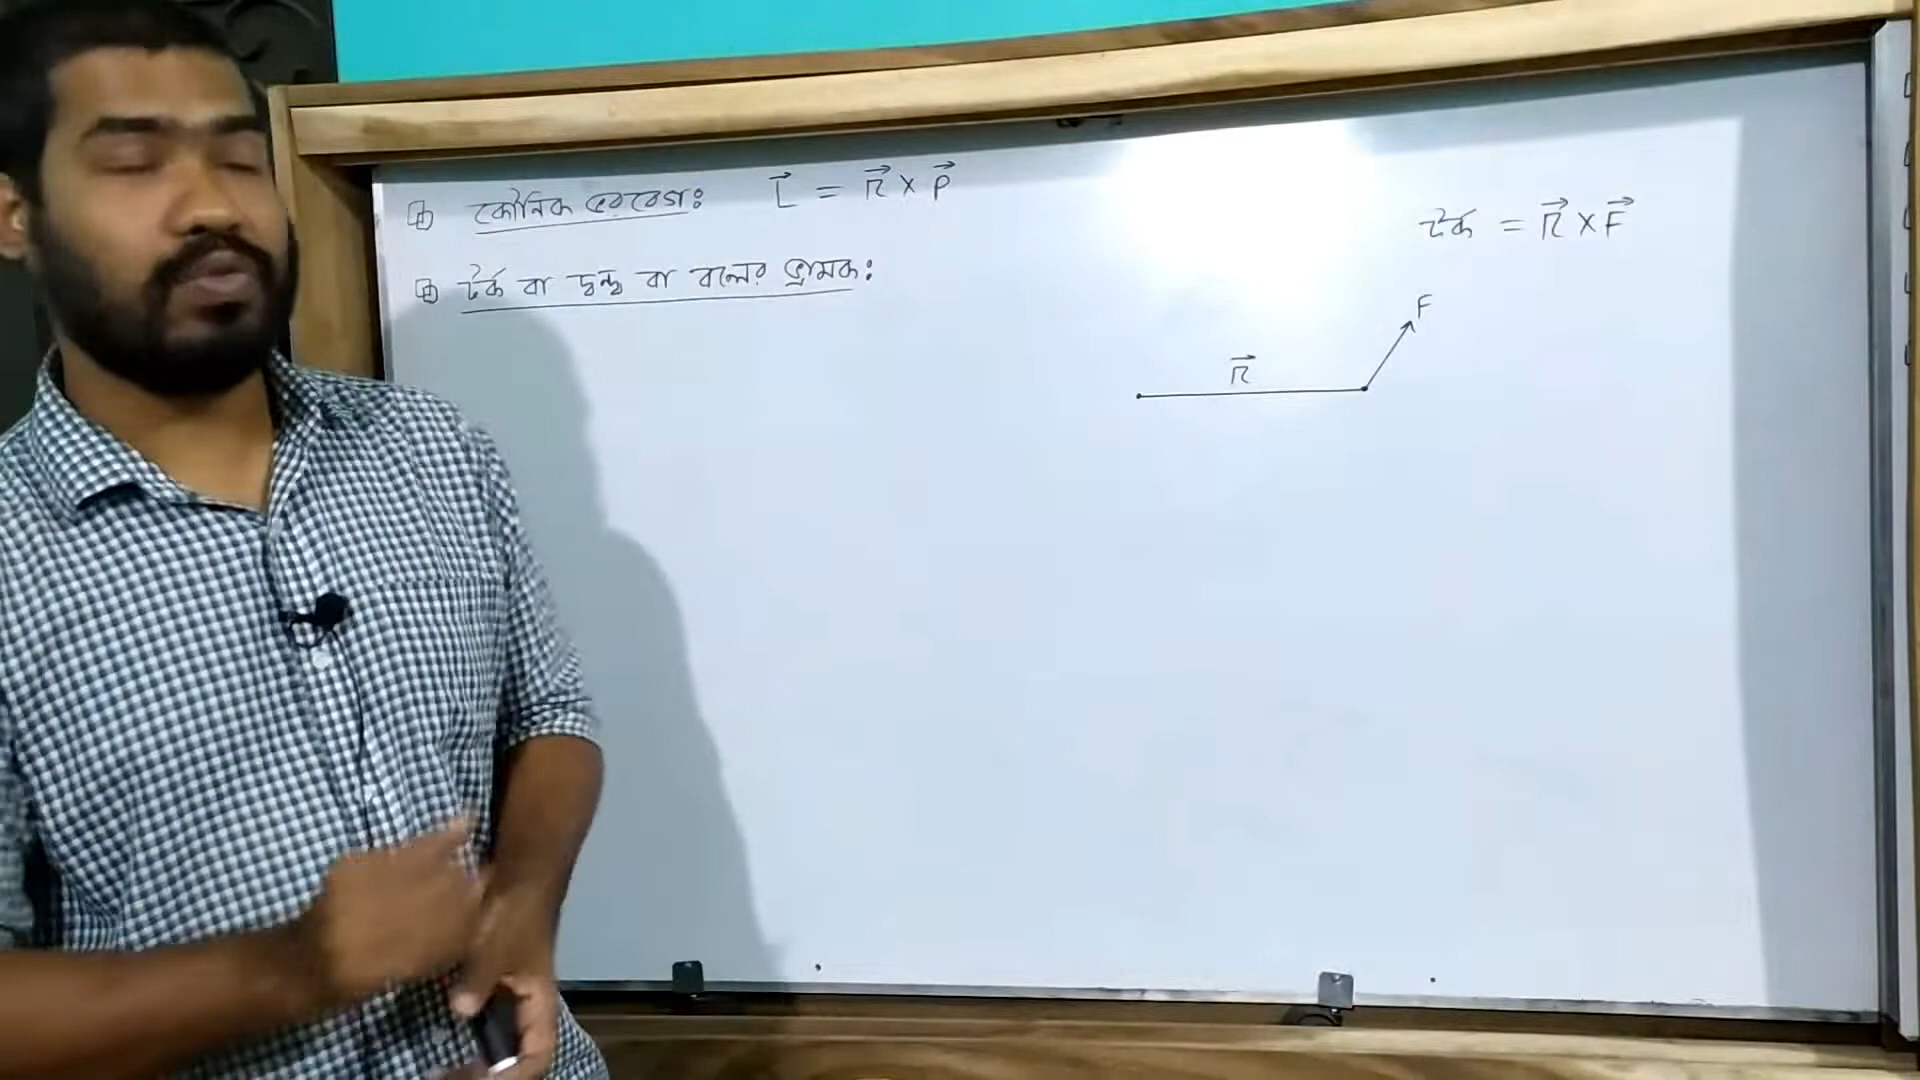 কৌনিক ভরবেগঃ L⃗ = r⃗ × P⃗
টর্ক বা দ্বন্দ্ব বা বলের ভ্রামকঃ
টর্ক = r⃗ × F⃗
F
r⃗